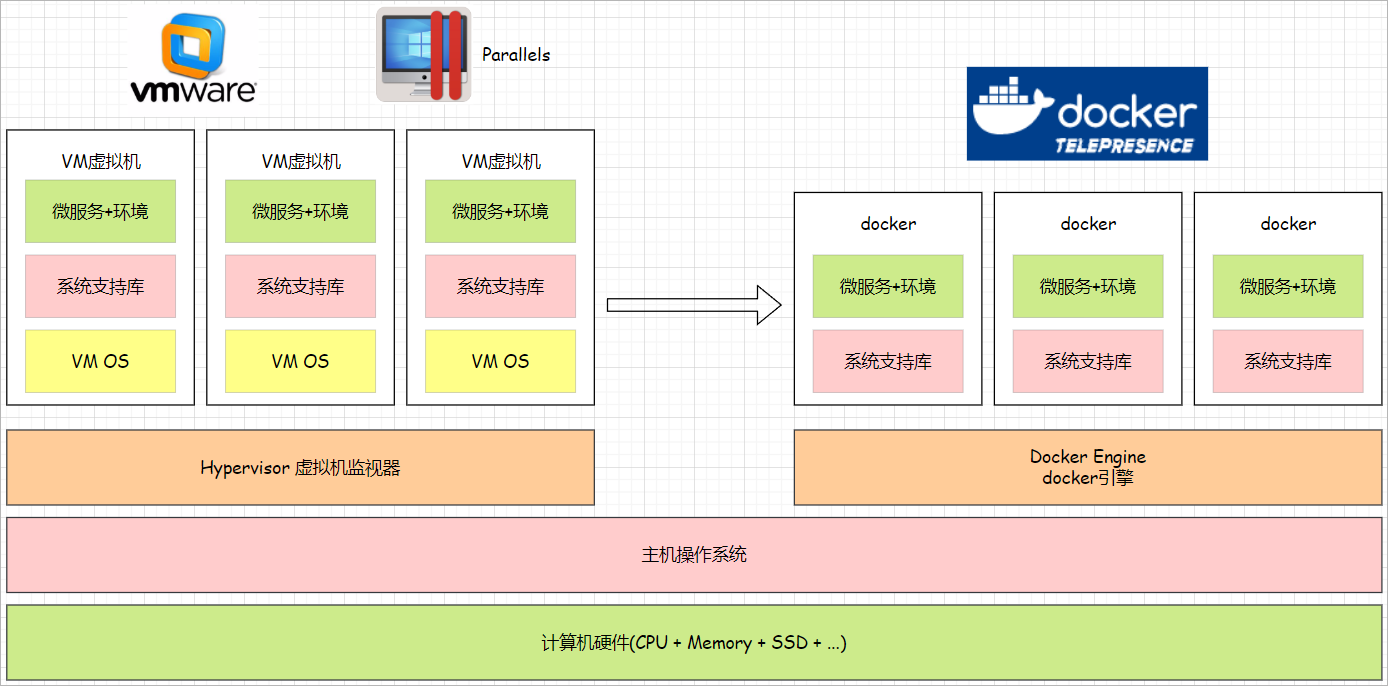 vmware
Parallels
docker
TELEPRESENCE
VM虚拟机
微服务+环境
系统支持库
VM OS
VM虚拟机
微服务+环境
系统支持库
VM OS
VM虚拟机
微服务+环境
系统支持库
VM OS
docker
微服务+环境
系统支持库
docker
微服务+环境
系统支持库
docker
微服务+环境
系统支持库
Hypervisor 虚拟机监视器
Docker Engine
docker引擎
主机操作系统
计算机硬件(CPU + Memory + SSD + ...)